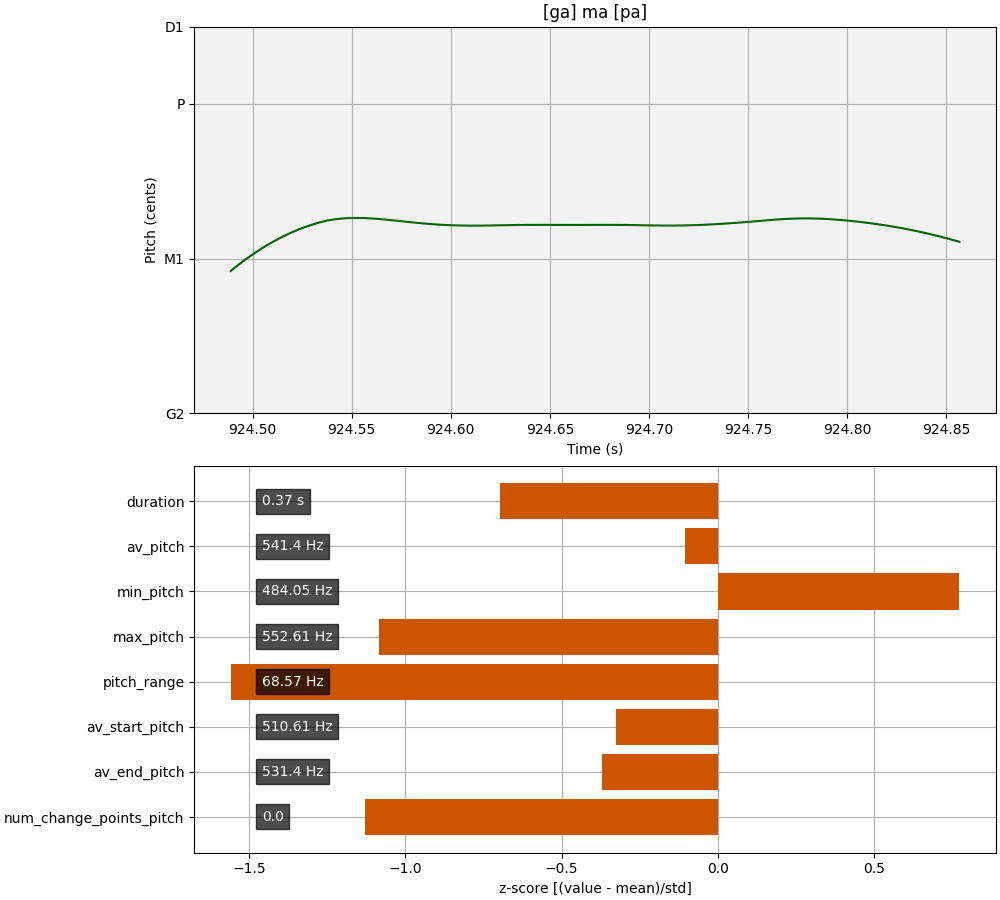 [ga] ma [pa]
D1
P
M1
G2
Pitch (cents)
924.50 924.55 924.60 924.65 924.70 924.75 924.80 924.85
Time (s)
duration 0.37 s
av_pitch 541.4 Hz
min_pitch 484.05 Hz
max_pitch 552.61 Hz
pitch_range 68.57 Hz
av_start_pitch 510.61 Hz
av_end_pitch 531.4 Hz
num_change_points_pitch 0.0
−1.5 −1.0 −0.5 0.0 0.5
z-score [(value - mean)/std]